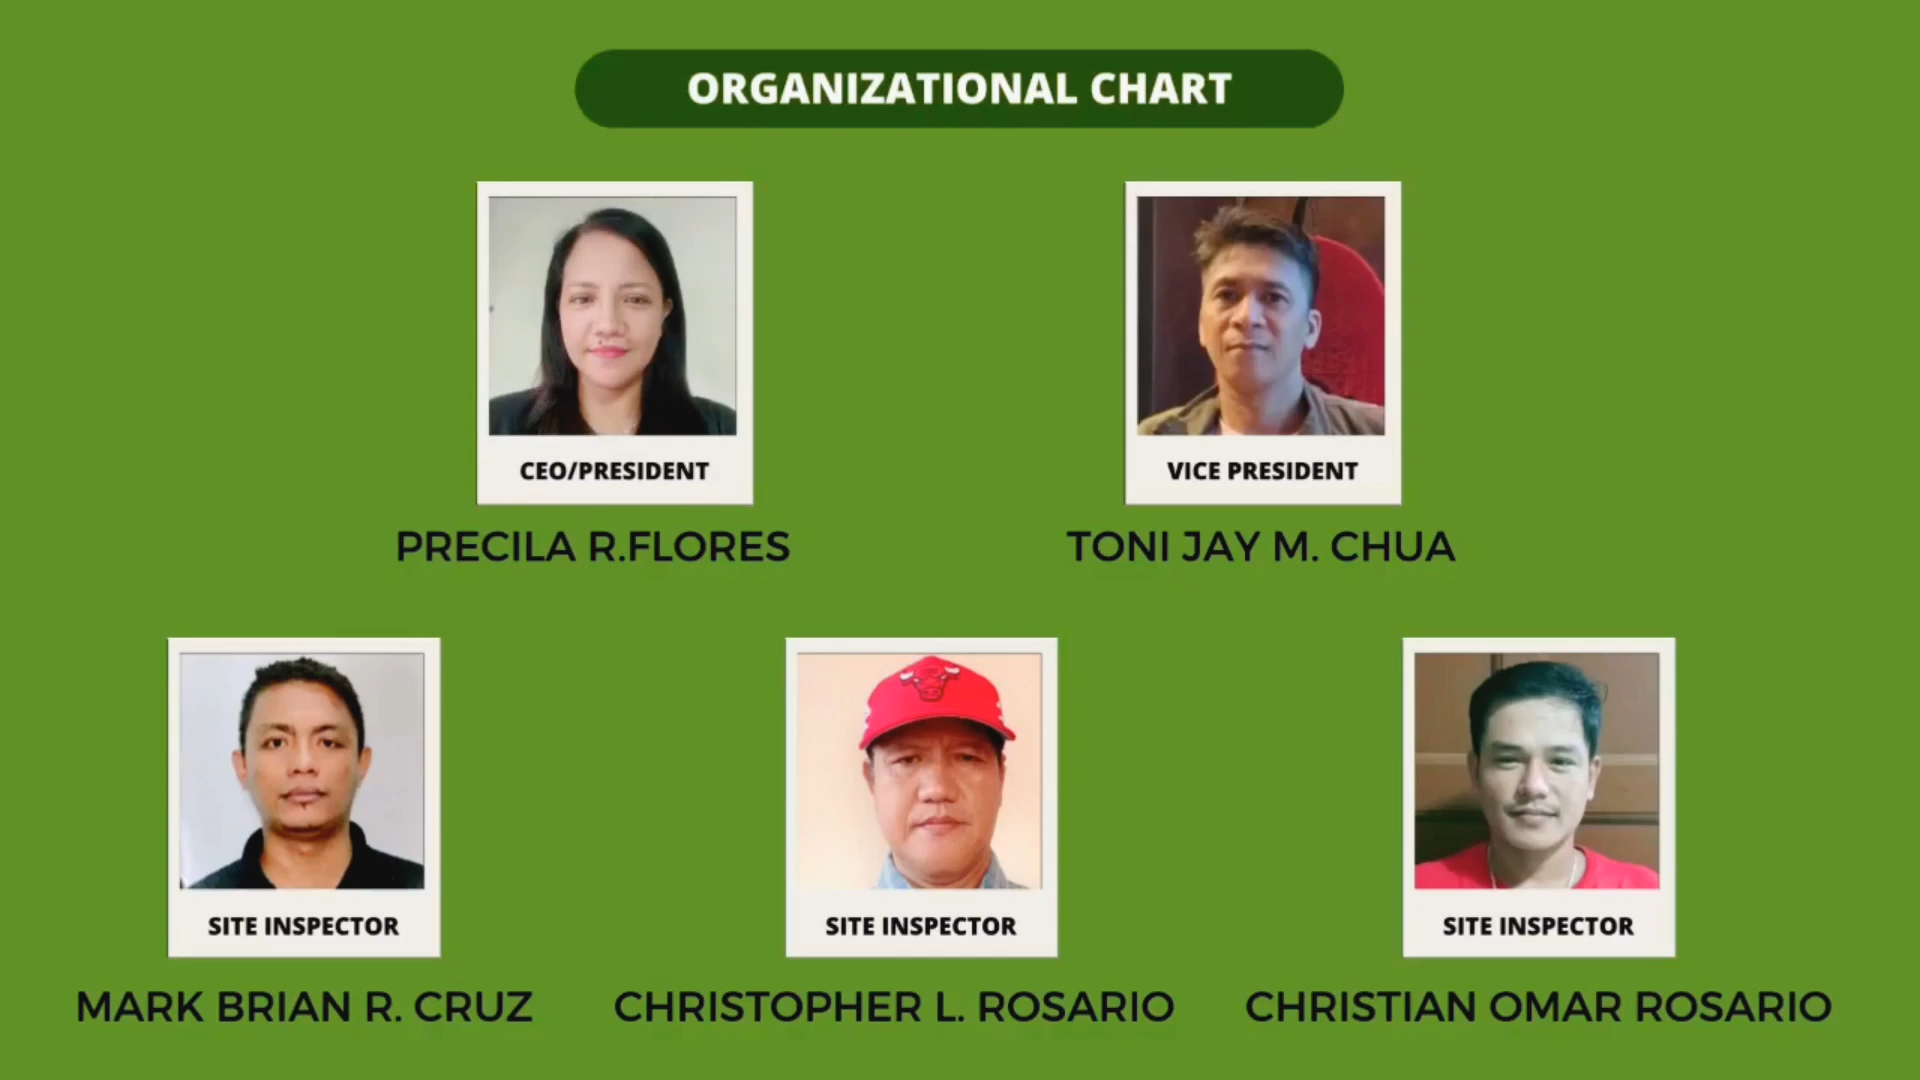 ORGANIZATIONAL CHART
CEO/PRESIDENT
VICE PRESIDENT
PRECILA R.FLORES
TONI JAY M. CHUA
SITE INSPECTOR
SITE INSPECTOR
SITE INSPECTOR
MARK BRIAN R. CRUZ
CHRISTOPHER L. ROSARIO
CHRISTIAN OMAR ROSARIO